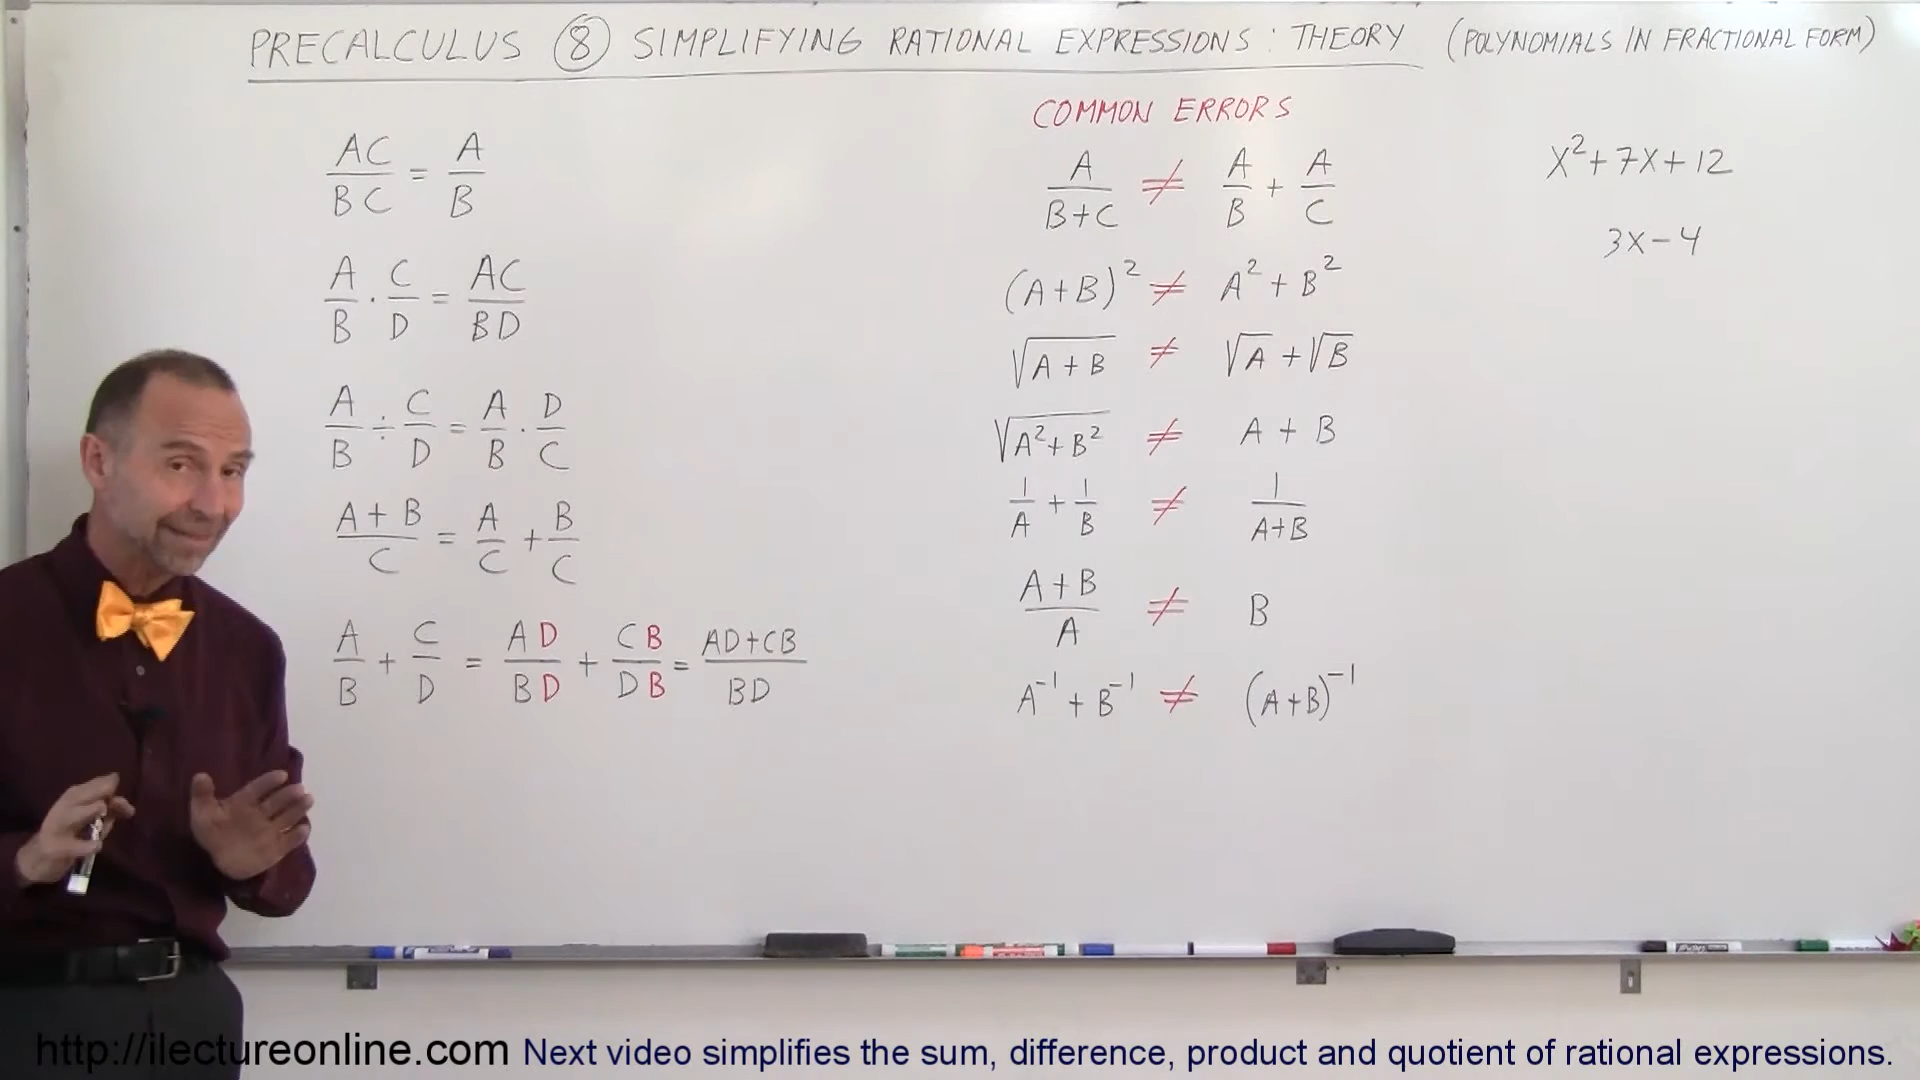 PRECALCULUS ⑧ SIMPLIFYING RATIONAL EXPRESSIONS: THEORY (POLYNOMIALS IN FRACTIONAL FORM)
AC/BC = A/B
A/B · C/D = AC/BD
A/B ÷ C/D = A/B · D/C
A+B/C = A/C + B/C
A/B + C/D = AD/BD + CB/DB = AD+CB/BD
COMMON ERRORS
A/B+C ≠ A/B + A/C
(A+B)² ≠ A² + B²
√A+B ≠ √A + √B
√A²+B² ≠ A + B
1/A + 1/B ≠ 1/A+B
A+B/A ≠ B
A⁻¹ + B⁻¹ ≠ (A+B)⁻¹
X²+7X+12
3X-4
http://ilectureonline.com Next video simplifies the sum, difference, product and quotient of rational expressions.